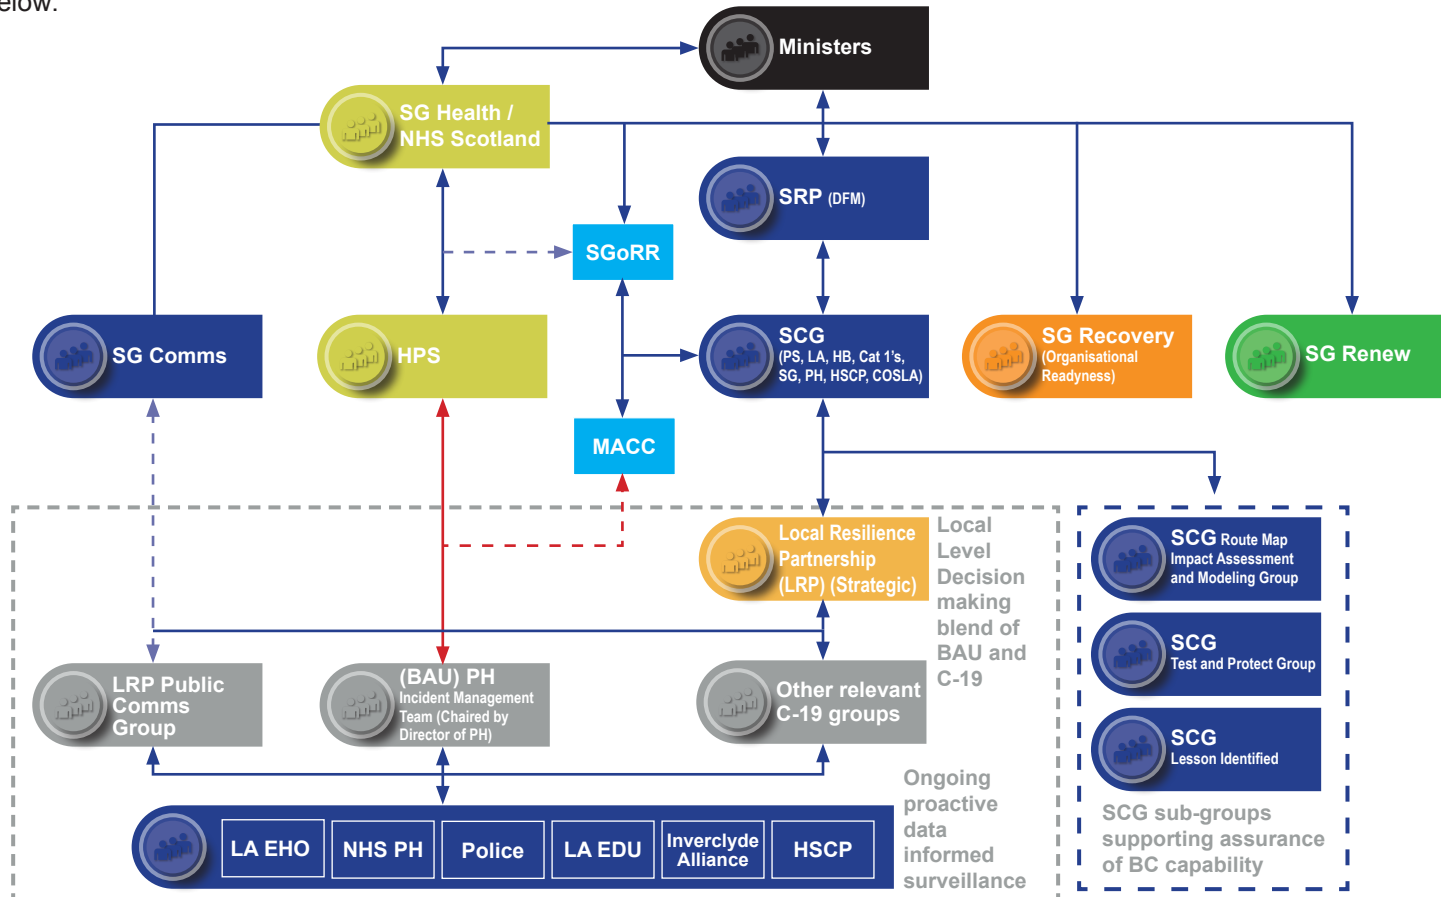 elow.
Ministers
SG Health /
NHS Scotland
SRP (DFM)
SGoRR
SG Comms
HPS
SCG
(PS, LA, HB, Cat 1's,
SG, PH, HSCP, COSLA)
SG Recovery
(Organisational
Readyness)
SG Renew
MACC
Local Resilience
Partnership
(LRP) (Strategic)
Local
Level
Decision
making
blend of
BAU and
C-19
SCG Route Map
Impact Assessment
and Modeling Group
SCG
Test and Protect Group
SCG
Lesson Identified
SCG sub-groups
supporting assurance
of BC capability
LRP Public
Comms
Group
(BAU) PH
Incident Management
Team (Chaired by
Director of PH)
Other relevant
C-19 groups
Ongoing
proactive
data
informed
surveillance
LA EHO
NHS PH
Police
LA EDU
Inverclyde
Alliance
HSCP